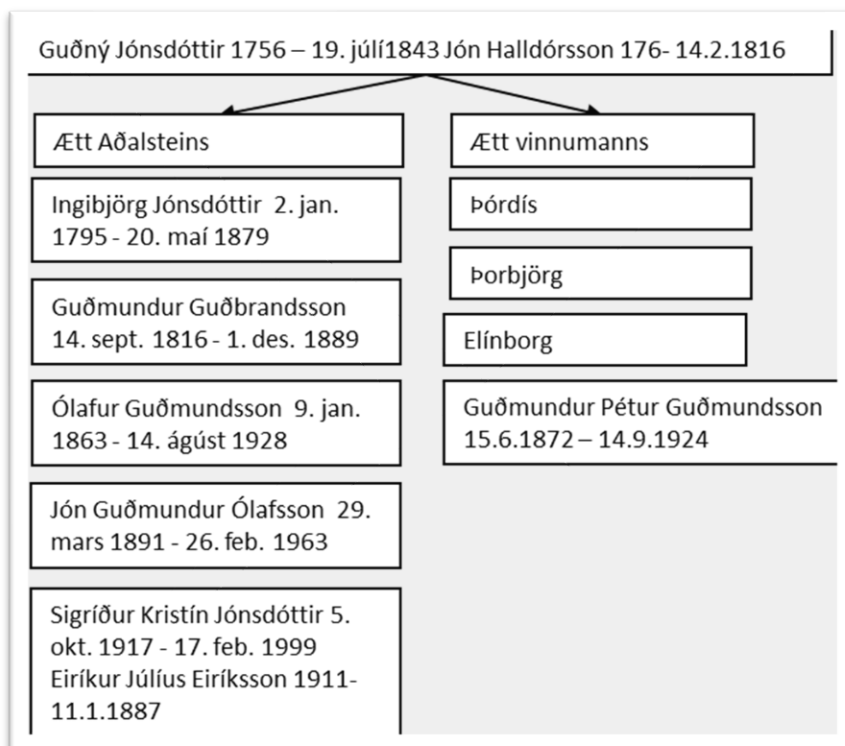 Guðný Jónsdóttir 1756 – 19. júlí1843 Jón Halldórsson 176- 14.2.1816
Ætt Aðalsteins
Ingibjörg Jónsdóttir 2. jan.
1795 - 20. maí 1879
Guðmundur Guðbrandsson
14. sept. 1816 - 1. des. 1889
Ólafur Guðmundsson 9. jan.
1863 - 14. ágúst 1928
Jón Guðmundur Ólafsson 29.
mars 1891 - 26. feb. 1963
Sigríður Kristín Jónsdóttir 5.
okt. 1917 - 17. feb. 1999
Eiríkur Júlíus Eiríksson 1911-
11.1.1887
Ætt vinnumanns
Þórdís
Þorbjörg
Elínborg
Guðmundur Pétur Guðmundsson
15.6.1872 – 14.9.1924